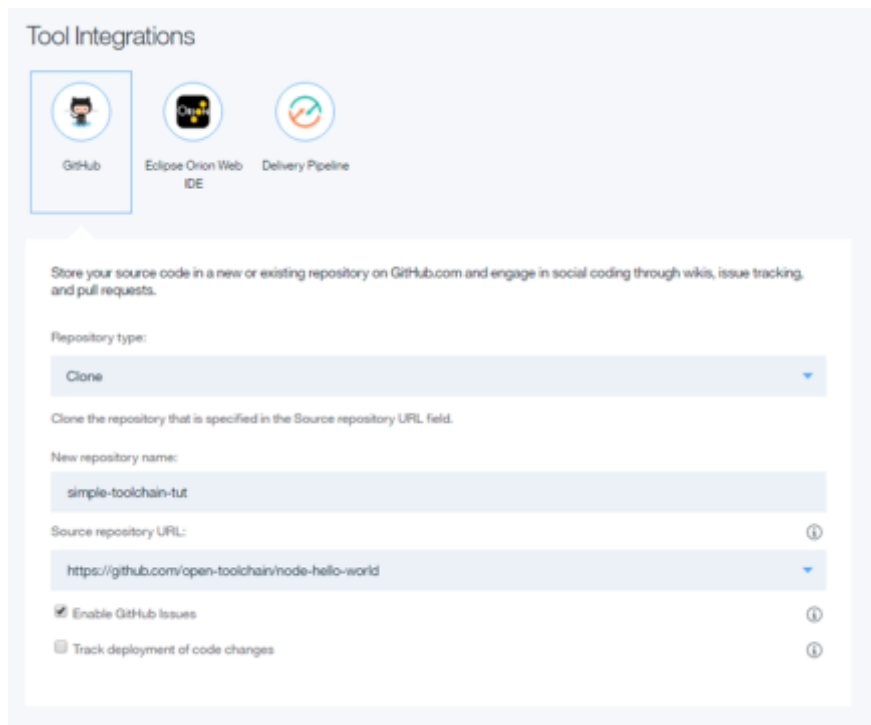 Tool Integrations
ORION
GitHub
Eclipse Orion Web
IDE
Delivery Pipeline
Store your source code in a new or existing repository on GitHub.com and engage in social coding through wikis, issue tracking,
and pull requests.
Repository type:
Clone
Clone the repository that is specified in the Source repository URL field.
New repository name:
simple-toolchain-tut
Source repository URL:
https://github.com/open-toolchain/node-hello-world
Enable GitHub Issues
Track deployment of code changes